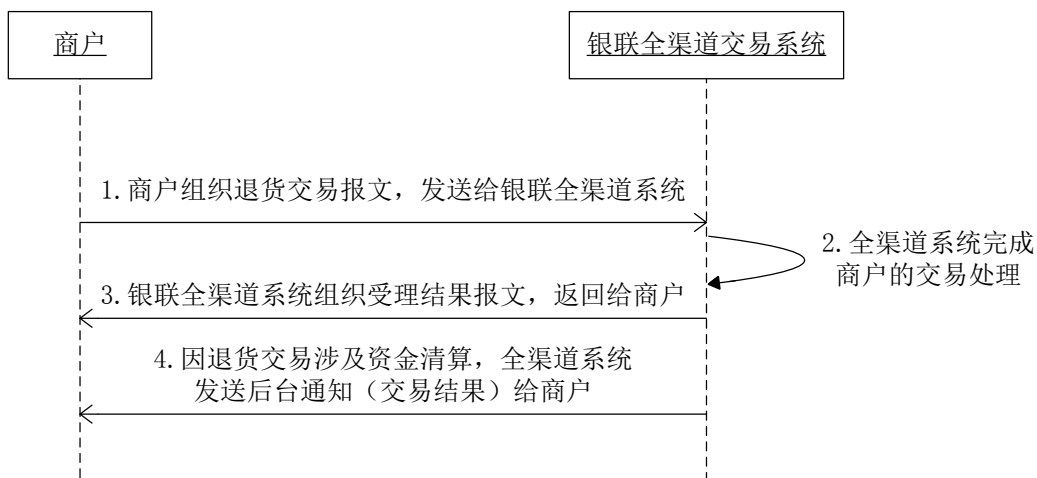 商户
银联全渠道交易系统
1.商户组织退货交易报文，发送给银联全渠道系统
2.全渠道系统完成
商户的交易处理
3.银联全渠道系统组织受理结果报文，返回给商户
4.因退货交易涉及资金清算，全渠道系统
发送后台通知（交易结果）给商户